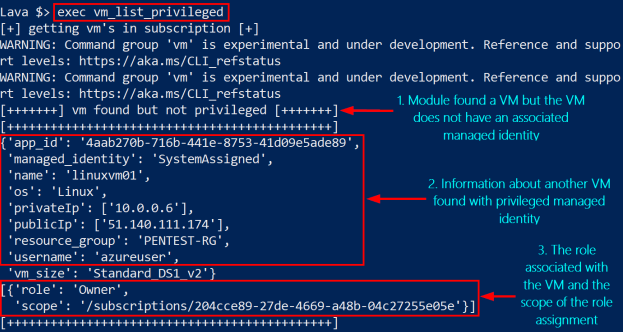 Lava $> exec vm_list_privileged
[+] getting vm's in subscription [+]
WARNING: Command group 'vm' is experimental and under development. Reference and suppo
rt levels: https://aka.ms/CLI_refstatus
WARNING: Command group 'vm' is experimental and under development. Reference and suppo
rt levels: https://aka.ms/CLI_refstatus
[+++++++] vm found but not privileged [+++++++]
1. Module found a VM but the VM
does not have an associated
managed identity
[++++++++++++++++++++++++++++++++++++++++++++]
{'app_id': '4aab270b-716b-441e-8753-41d09e5ade89',
'managed_identity': 'SystemAssigned',
'name': 'linuxvm01',
'os': 'Linux',
'privateIp': ['10.0.0.6'],
'publicIp': ['51.140.111.174'],
'resource_group': 'PENTEST-RG',
'username': 'azureuser',
'vm_size': 'Standard_DS1_v2'}
2. Information about another VM
found with privileged managed
identity
[{'role': 'Owner',
'scope': '/subscriptions/204cce89-27de-4669-a48b-04c27255e05e'}]
3. The role
associated with
the VM and the
scope of the role
assignment
[++++++++++++++++++++++++++++++++++++++++++++]